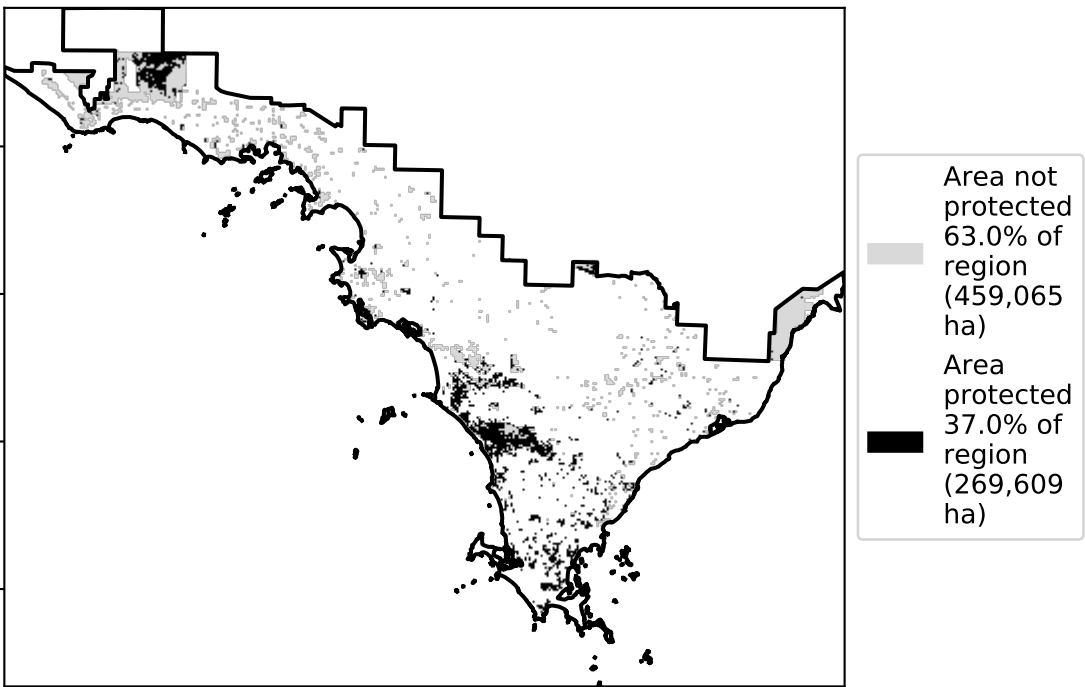 Area not
protected
63.0% of
region
(459,065
ha)
Area
protected
37.0% of
region
(269,609
ha)